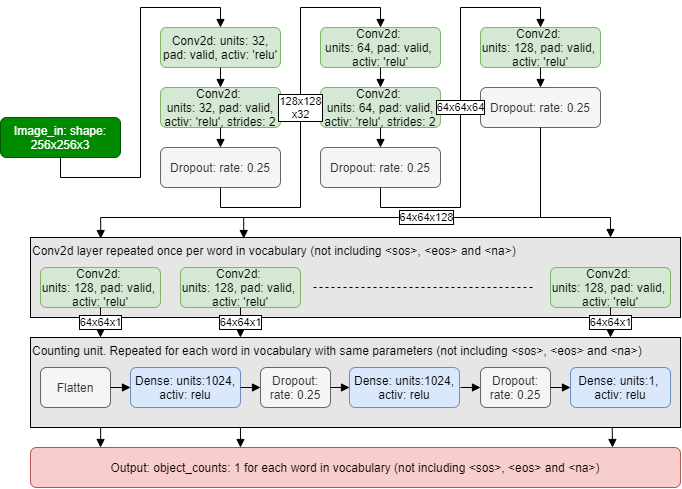 Image_in: shape:
256x256x3
Conv2d: units: 32,
pad: valid, activ: 'relu'
Conv2d:
units: 32, pad: valid,
activ: 'relu', strides: 2
Dropout: rate: 0.25
128x128
x32
Conv2d:
units: 64, pad: valid,
activ: 'relu'
Conv2d:
units: 64, pad: valid,
activ: 'relu', strides: 2
Dropout: rate: 0.25
64x64x64
Conv2d:
units: 128, pad: valid,
activ: 'relu'
Dropout: rate: 0.25
64x64x128
Conv2d layer repeated once per word in vocabulary (not including <sos>, <eos> and <na>)
Conv2d:
units: 128, pad: valid,
activ: 'relu'
Conv2d:
units: 128, pad: valid,
activ: 'relu'
Conv2d:
units: 128, pad: valid,
activ: 'relu'
64x64x1
64x64x1
64x64x1
Counting unit. Repeated for each word in vocabulary with same parameters (not including <sos>, <eos> and <na>)
Flatten
Dense: units:1024,
activ: relu
Dropout:
rate: 0.25
Dense: units:1024,
activ: relu
Dropout:
rate: 0.25
Dense: units:1,
activ: relu
Output: object_counts: 1 for each word in vocabulary (not including <sos>, <eos> and <na>)